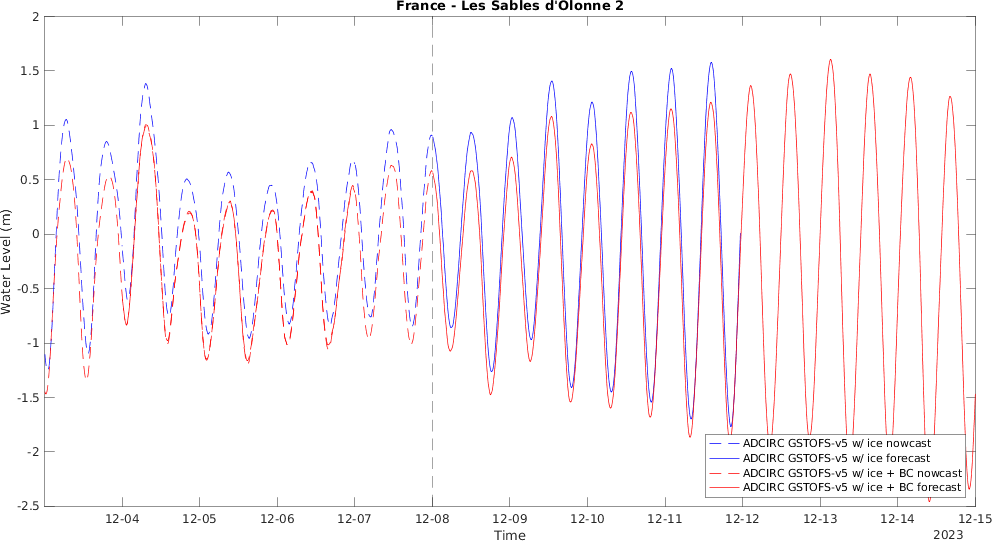 France - Les Sables d'Olonne 2
2
1.5
1
0.5
0
-0.5
-1
-1.5
-2
-2.5
Water Level (m)
ADCIRC GSTOFS-v5 w/ ice nowcast
ADCIRC GSTOFS-v5 w/ ice forecast
ADCIRC GSTOFS-v5 w/ ice + BC nowcast
ADCIRC GSTOFS-v5 w/ ice + BC forecast
12-04 12-05 12-06 12-07 12-08 12-09 12-10 12-11 12-12 12-13 12-14 12-15
Time
2023